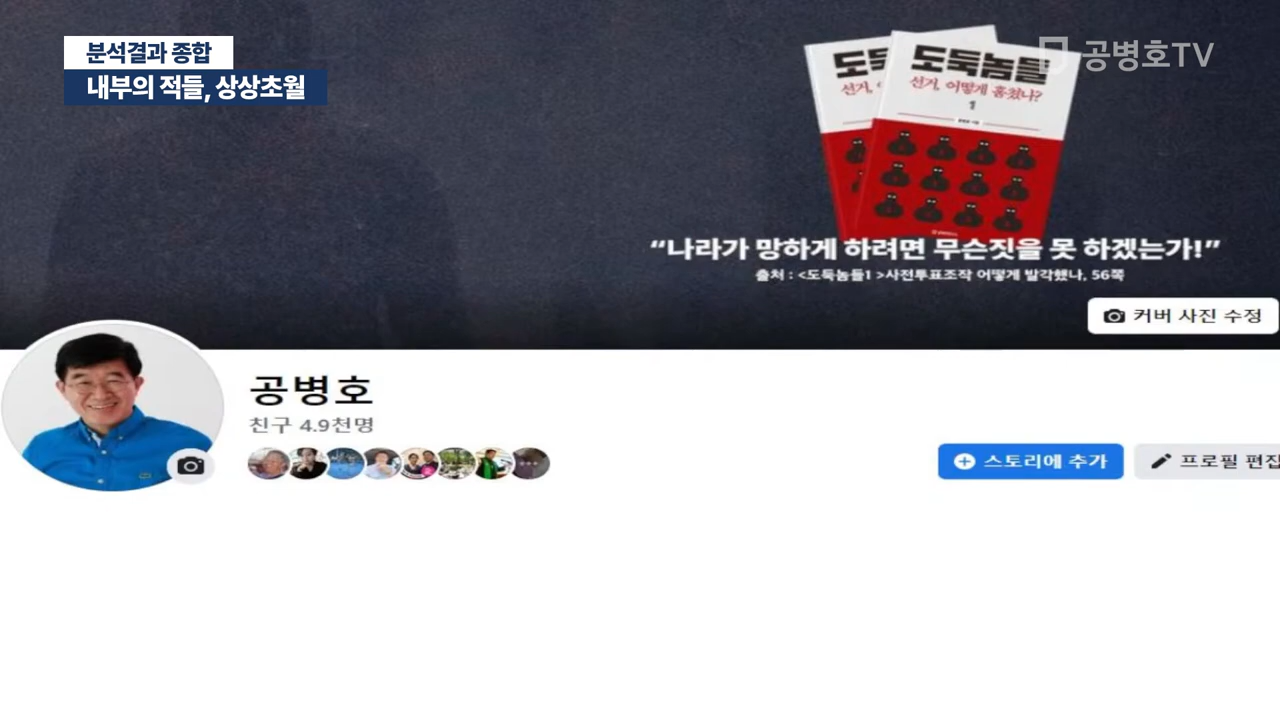 분석결과 종합
내부의 적들, 상상초월
공병호TV
도둑
선거,
도둑놈들
선거, 어떻게 훔쳤나?
1
“나라가 망하게 하려면 무슨짓을 못 하겠는가!”
출처 : <도둑놈들1 >사전투표조작 어떻게 발각했나, 56쪽
커버 사진 수정
공병호
친구 4.9천명
스토리에 추가
프로필 편집